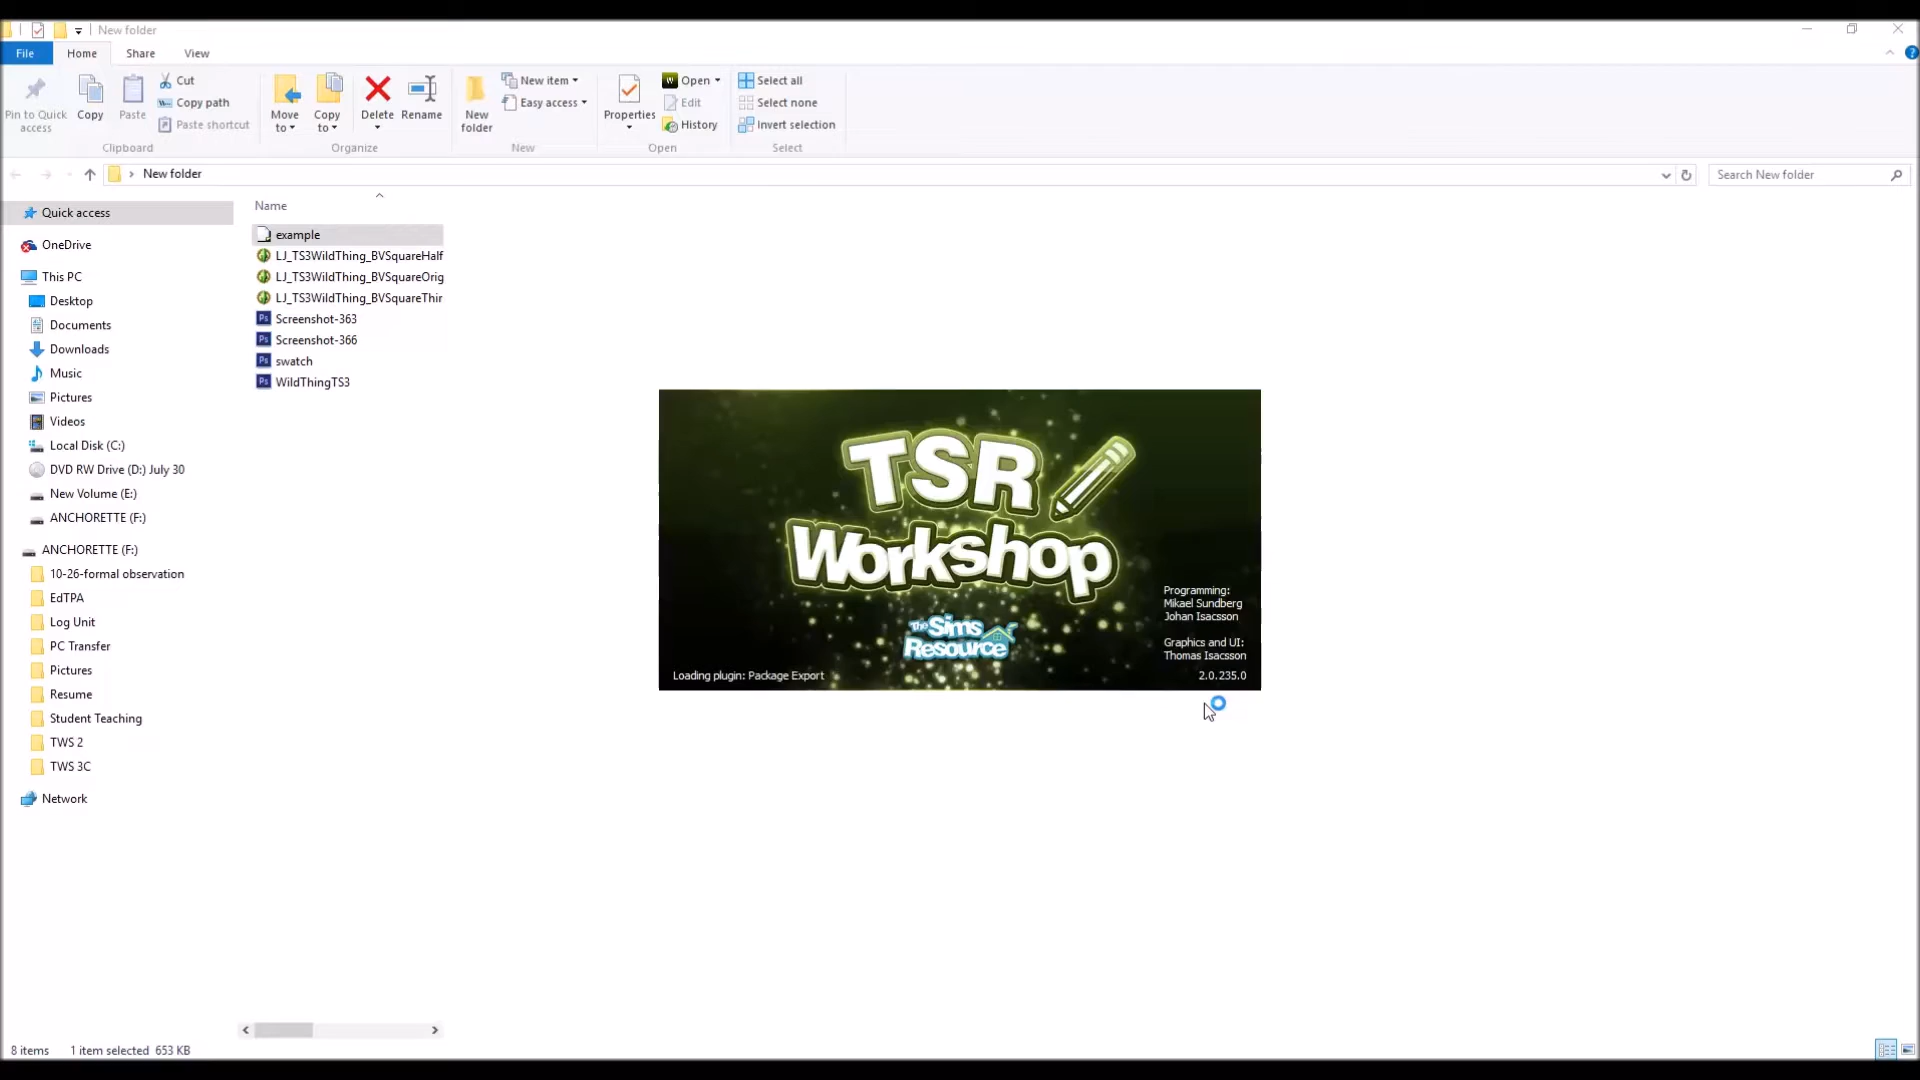 New folder
File Home Share View
Pin to Quick access
Copy
Paste
Cut
Copy path
Paste shortcut
Clipboard
Move to
Copy to
Delete
Rename
Organize
New folder
New item
Easy access
New
Properties
Open
Edit
History
Open
Select all
Select none
Invert selection
Select
New folder
Search New folder
Quick access
OneDrive
This PC
Desktop
Documents
Downloads
Music
Pictures
Videos
Local Disk (C:)
DVD RW Drive (D:) July 30
New Volume (E:)
ANCHORETTE (F:)
ANCHORETTE (F:)
10-26-formal observation
EdTPA
Log Unit
PC Transfer
Pictures
Resume
Student Teaching
TWS 2
TWS 3C
Network
Name
example
LJ_TS3WildThing_BVSquareHalf
LJ_TS3WildThing_BVSquareOrig
LJ_TS3WildThing_BVSquareThir
Screenshot-363
Screenshot-366
swatch
WildThingTS3
TSR
Workshop
The Sims
Resource
Programming:
Mikael Sundberg
Johan Isacsson
Graphics and UI:
Thomas Isacsson
Loading plugin: Package Export
2.0.235.0
8 items 1 item selected 653 KB